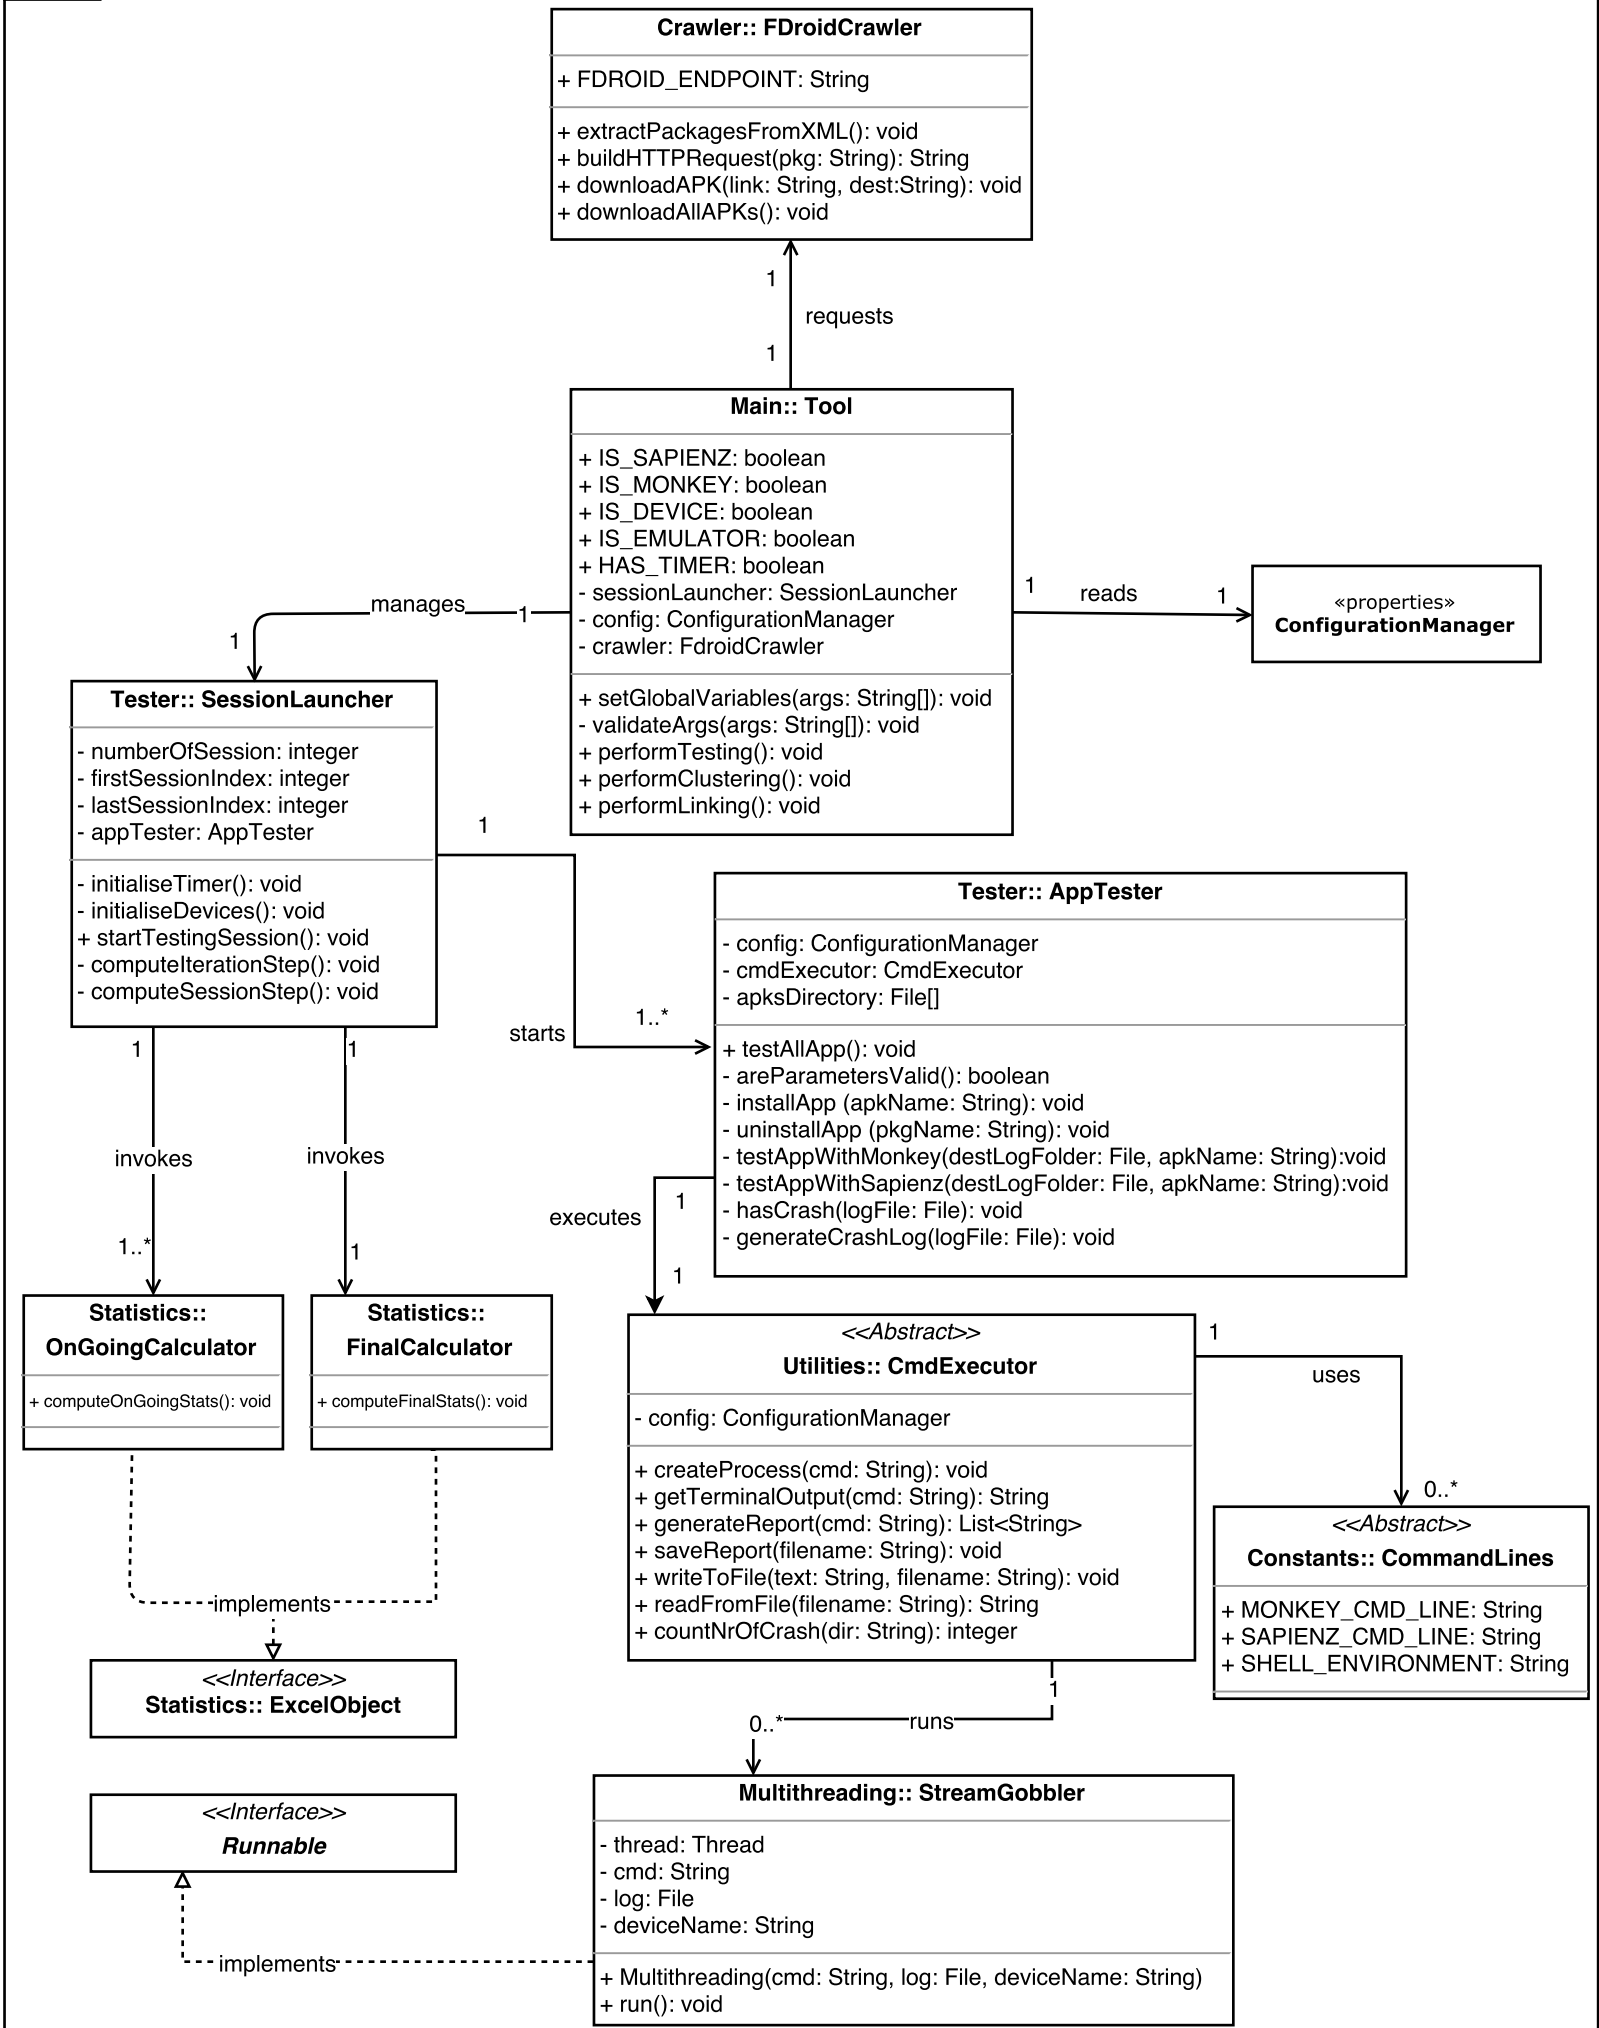 Crawler:: FDroidCrawler
+ FDROID_ENDPOINT: String
+ extractPackagesFromXML(): void
+ buildHTTPRequest(pkg: String): String
+ downloadAPK(link: String, dest:String): void
+ downloadAllAPKs(): void
1
requests
1
Main:: Tool
+ IS_SAPIENZ: boolean
+ IS_MONKEY: boolean
+ IS_DEVICE: boolean
+ IS_EMULATOR: boolean
+ HAS_TIMER: boolean
- sessionLauncher: SessionLauncher
- config: ConfigurationManager
- crawler: FdroidCrawler
+ setGlobalVariables(args: String[]): void
- validateArgs(args: String[]): void
+ performTesting(): void
+ performClustering(): void
+ performLinking(): void
1
reads
1
«properties»
ConfigurationManager
manages
1
1
Tester:: SessionLauncher
- numberOfSession: integer
- firstSessionIndex: integer
- lastSessionIndex: integer
- appTester: AppTester
- initialiseTimer(): void
- initialiseDevices(): void
+ startTestingSession(): void
- computeIterationStep(): void
- computeSessionStep(): void
1
starts
1..*
Tester:: AppTester
- config: ConfigurationManager
- cmdExecutor: CmdExecutor
- apksDirectory: File[]
+ testAllApp(): void
- areParametersValid(): boolean
- installApp (apkName: String): void
- uninstallApp (pkgName: String): void
- testAppWithMonkey(destLogFolder: File, apkName: String):void
- testAppWithSapienz(destLogFolder: File, apkName: String):void
- hasCrash(logFile: File): void
- generateCrashLog(logFile: File): void
1
1
invokes
invokes
1..*
1
1
executes
1
Statistics::
OnGoingCalculator
+ computeOnGoingStats(): void
Statistics::
FinalCalculator
+ computeFinalStats(): void
<<Abstract>>
Utilities:: CmdExecutor
- config: ConfigurationManager
+ createProcess(cmd: String): void
+ getTerminalOutput(cmd: String): String
+ generateReport(cmd: String): List<String>
+ saveReport(filename: String): void
+ writeToFile(text: String, filename: String): void
+ readFromFile(filename: String): String
+ countNrOfCrash(dir: String): integer
1
uses
0..*
<<Abstract>>
Constants:: CommandLines
+ MONKEY_CMD_LINE: String
+ SAPIENZ_CMD_LINE: String
+ SHELL_ENVIRONMENT: String
implements
<<Interface>>
Statistics:: ExcelObject
1
0..*
runs
<<Interface>>
Runnable
Multithreading:: StreamGobbler
- thread: Thread
- cmd: String
- log: File
- deviceName: String
+ Multithreading(cmd: String, log: File, deviceName: String)
+ run(): void
implements